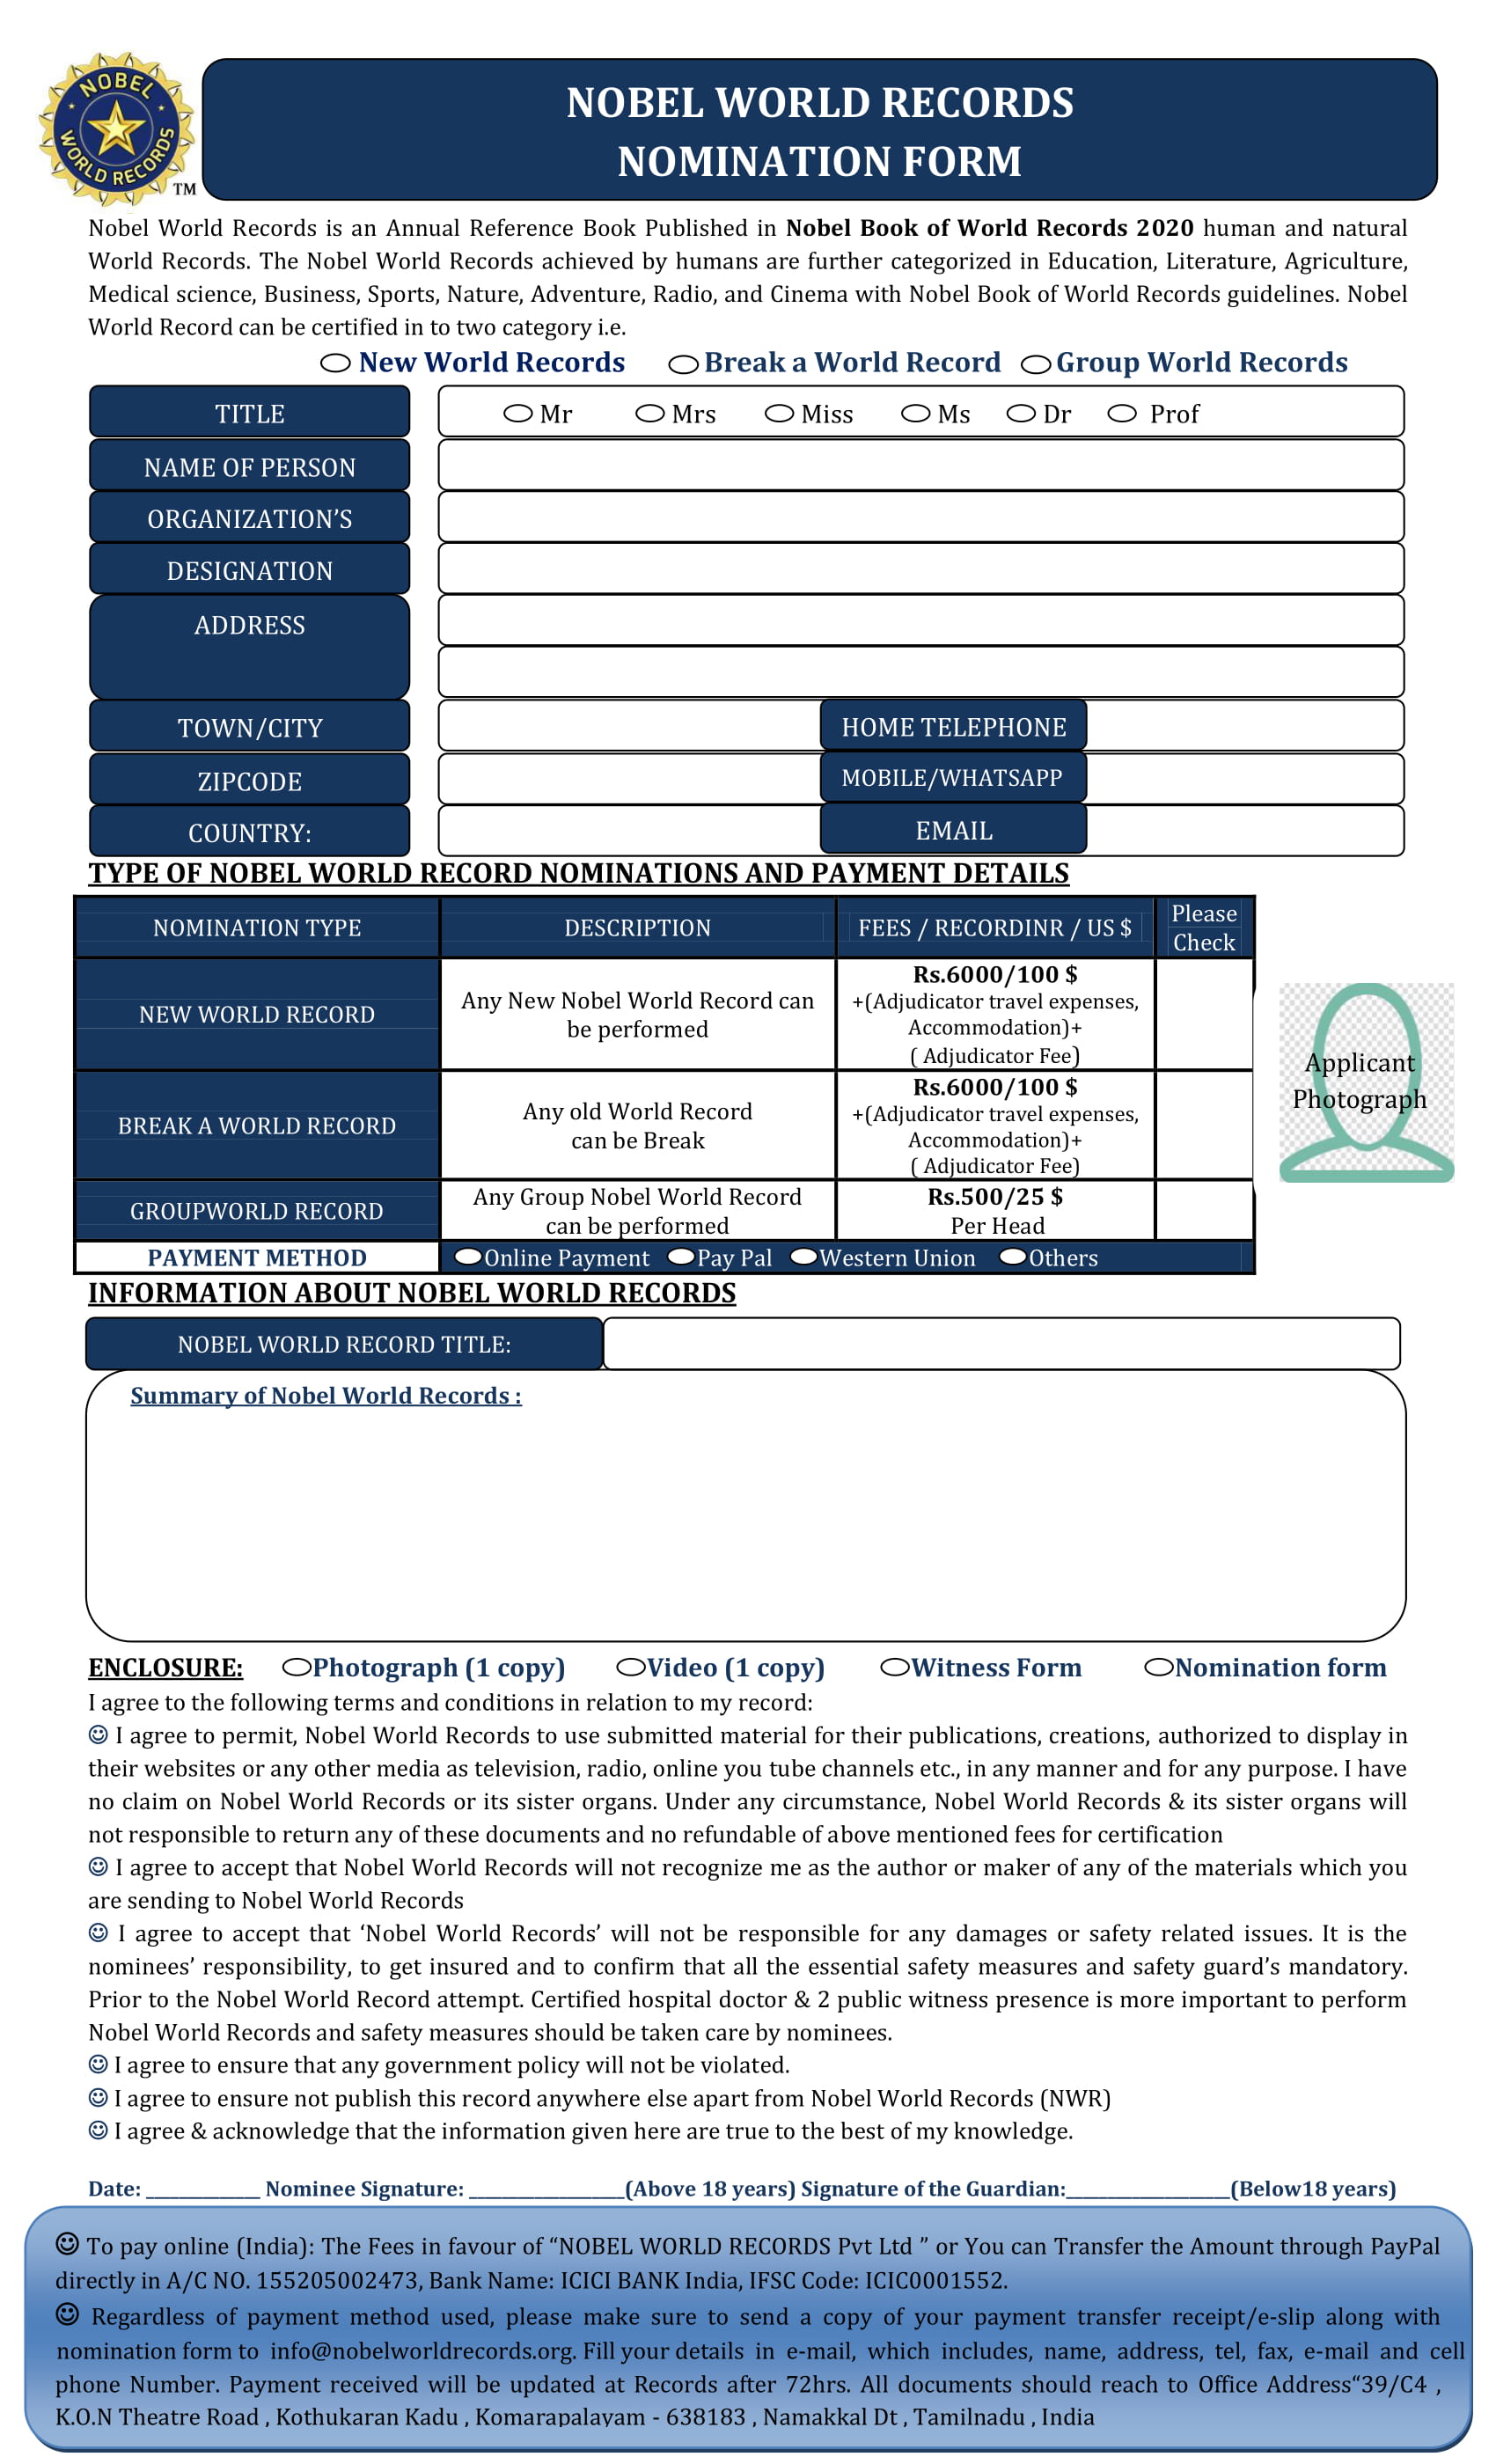 NOBEL WORLD RECORDS
TM
NOBEL WORLD RECORDS
NOMINATION FORM
Nobel World Records is an Annual Reference Book Published in Nobel Book of World Records 2020 human and natural
World Records. The Nobel World Records achieved by humans are further categorized in Education, Literature, Agriculture,
Medical science, Business, Sports, Nature, Adventure, Radio, and Cinema with Nobel Book of World Records guidelines. Nobel
World Record can be certified in to two category i.e.
New World Records Break a World Record Group World Records
TITLE Mr Mrs Miss Ms Dr Prof
NAME OF PERSON
ORGANIZATION’S
DESIGNATION
ADDRESS
TOWN/CITY HOME TELEPHONE
ZIPCODE MOBILE/WHATSAPP
COUNTRY: EMAIL
TYPE OF NOBEL WORLD RECORD NOMINATIONS AND PAYMENT DETAILS
NOMINATION TYPE DESCRIPTION FEES / RECORDINR / US $ Please
Check
NEW WORLD RECORD
Any New Nobel World Record can
be performed
Rs.6000/100 $
+(Adjudicator travel expenses,
Accommodation)+
( Adjudicator Fee)
BREAK A WORLD RECORD
Any old World Record
can be Break
Rs.6000/100 $
+(Adjudicator travel expenses,
Accommodation)+
( Adjudicator Fee)
GROUPWORLD RECORD
Any Group Nobel World Record
can be performed
Rs.500/25 $
Per Head
Applicant
Photograph
PAYMENT METHOD Online Payment Pay Pal Western Union Others
INFORMATION ABOUT NOBEL WORLD RECORDS
NOBEL WORLD RECORD TITLE:
Summary of Nobel World Records :
ENCLOSURE: Photograph (1 copy) Video (1 copy) Witness Form Nomination form
I agree to the following terms and conditions in relation to my record:
☺ I agree to permit, Nobel World Records to use submitted material for their publications, creations, authorized to display in
their websites or any other media as television, radio, online you tube channels etc., in any manner and for any purpose. I have
no claim on Nobel World Records or its sister organs. Under any circumstance, Nobel World Records & its sister organs will
not responsible to return any of these documents and no refundable of above mentioned fees for certification
☺ I agree to accept that Nobel World Records will not recognize me as the author or maker of any of the materials which you
are sending to Nobel World Records
☺ I agree to accept that ‘Nobel World Records’ will not be responsible for any damages or safety related issues. It is the
nominees’ responsibility, to get insured and to confirm that all the essential safety measures and safety guard’s mandatory.
Prior to the Nobel World Record attempt. Certified hospital doctor & 2 public witness presence is more important to perform
Nobel World Records and safety measures should be taken care by nominees.
☺ I agree to ensure that any government policy will not be violated.
☺ I agree to ensure not publish this record anywhere else apart from Nobel World Records (NWR)
☺ I agree & acknowledge that the information given here are true to the best of my knowledge.
Date: ____________ Nominee Signature: ________________(Above 18 years) Signature of the Guardian:_________________(Below18 years)
☺ To pay online (India): The Fees in favour of “NOBEL WORLD RECORDS Pvt Ltd ” or You can Transfer the Amount through PayPal
directly in A/C NO. 155205002473, Bank Name: ICICI BANK India, IFSC Code: ICIC0001552.
☺ Regardless of payment method used, please make sure to send a copy of your payment transfer receipt/e-slip along with
nomination form to info@nobelworldrecords.org. Fill your details in e-mail, which includes, name, address, tel, fax, e-mail and cell
phone Number. Payment received will be updated at Records after 72hrs. All documents should reach to Office Address“39/C4 ,
K.O.N Theatre Road , Kothukaran Kadu , Komarapalayam - 638183 , Namakkal Dt , Tamilnadu , India